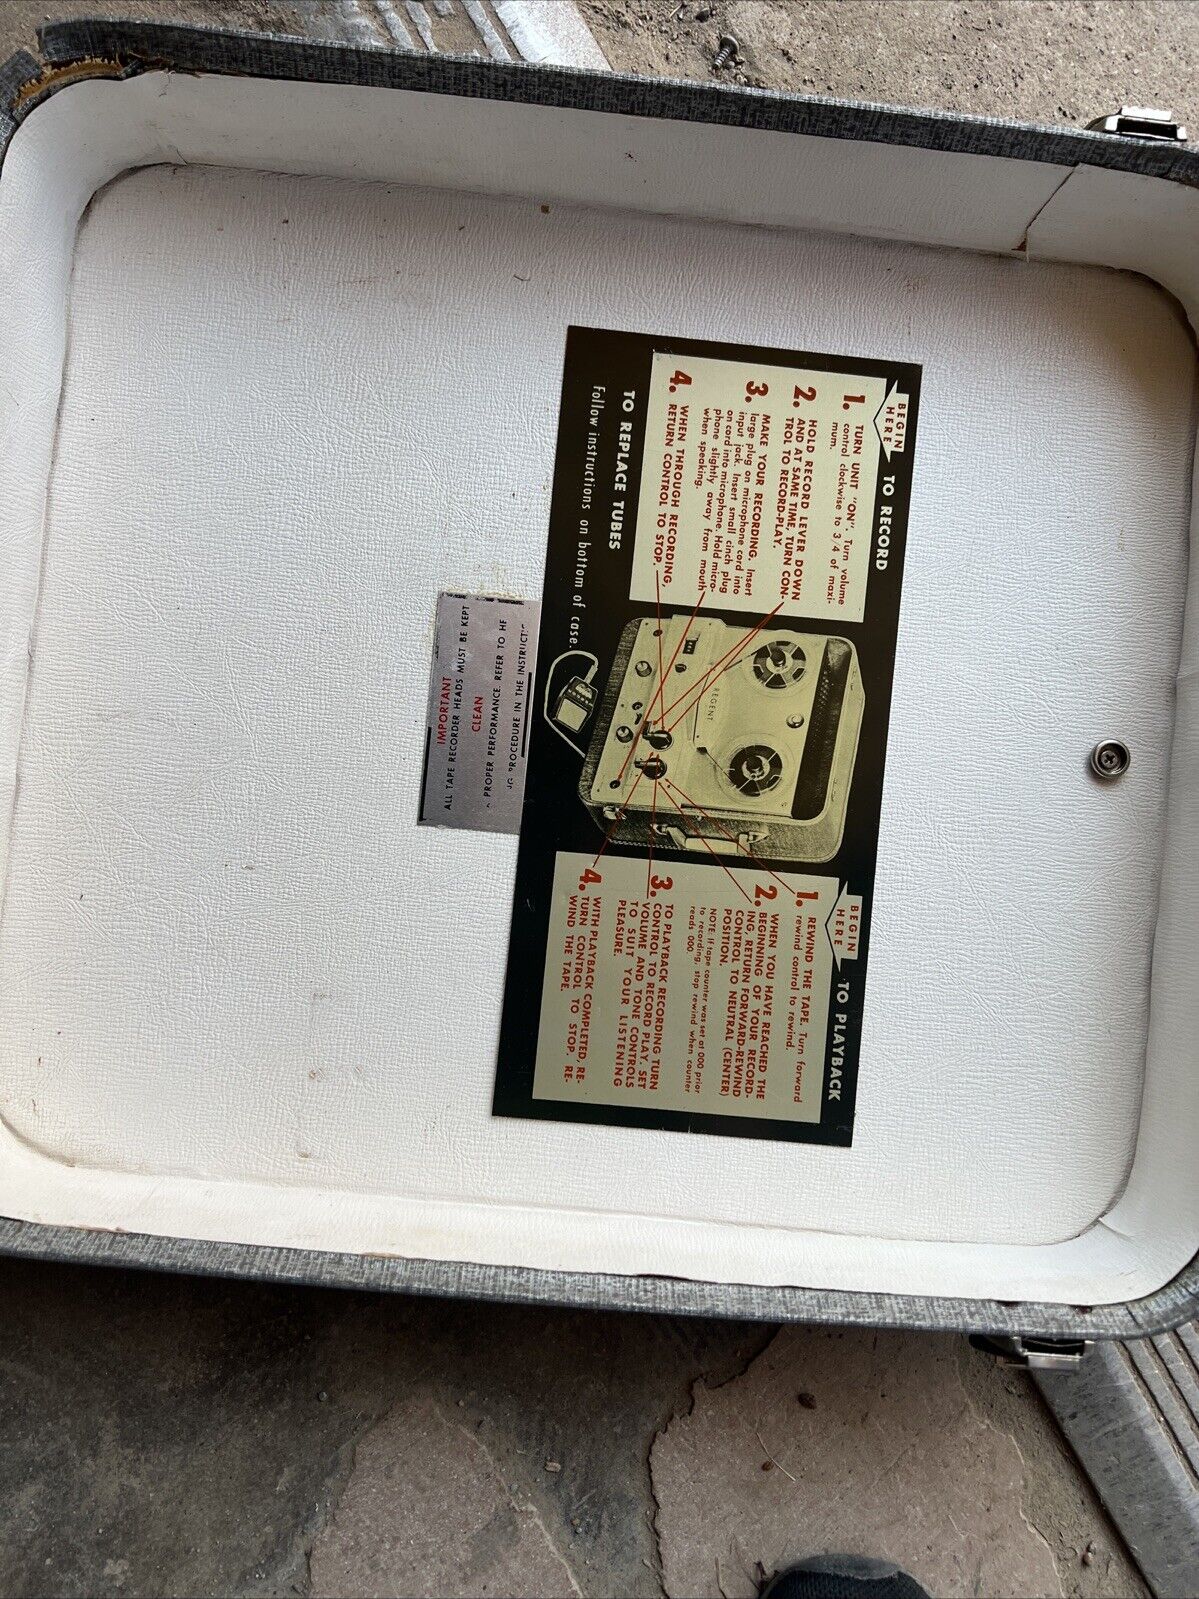 BEGIN
HERE
TO RECORD
1. TURN UNIT "ON". Turn volume
control clockwise to 3/4 of maxi-
mum.
2. HOLD RECORD LEVER DOWN
AND AT SAME TIME, TURN CON-
TROL TO RECORD-PLAY.
3. MAKE YOUR RECORDING. Insert
large plug on microphone cord into
input jack. Insert small cinch plug
on cord into microphone. Hold micro-
phone slightly away from mouth
when speaking.
4. WHEN THROUGH RECORDING,
RETURN CONTROL TO STOP.
TO REPLACE TUBES
Follow instructions on bottom of case.
REGENT
BEGIN
HERE
TO PLAYBACK
1. REWIND THE TAPE. Turn forward
rewind control to rewind.
2. WHEN YOU HAVE REACHED THE
BEGINNING OF YOUR RECORD-
ING, RETURN FORWARD-REWIND
CONTROL TO NEUTRAL (CENTER)
POSITION.
NOTE: If tape counter was set at 000 prior
to recording, stop rewind when counter
reads 000.
3. TO PLAYBACK RECORDING TURN
CONTROL TO RECORD PLAY. SET
VOLUME AND TONE CONTROLS
TO SUIT YOUR LISTENING
PLEASURE.
4. WITH PLAYBACK COMPLETED, RE-
TURN CONTROL TO STOP. RE-
WIND THE TAPE.
IMPORTANT
ALL TAPE RECORDER HEADS MUST BE KEPT
CLEAN
PROPER PERFORMANCE. REFER TO HE
PROCEDURE IN THE INSTRUCTI